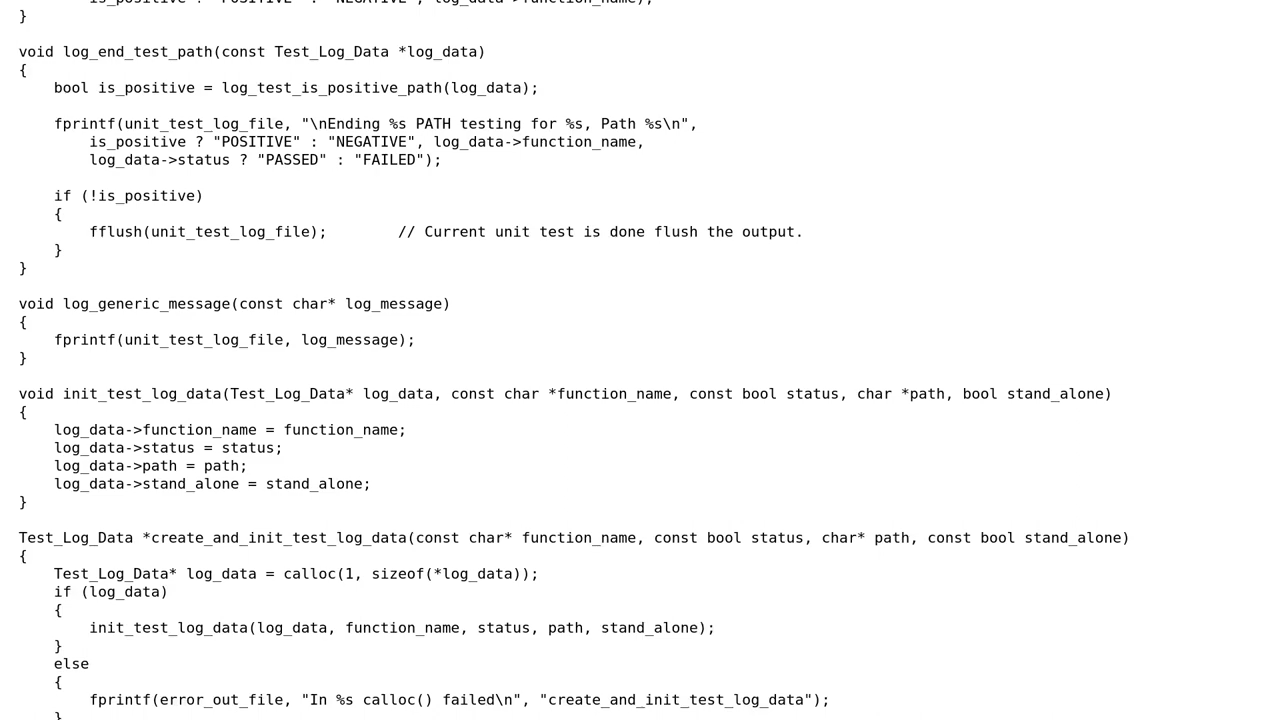 is_positive ? "POSITIVE" : "NEGATIVE", log_data->function_name);
}

void log_end_test_path(const Test_Log_Data *log_data)
{
    bool is_positive = log_test_is_positive_path(log_data);

    fprintf(unit_test_log_file, "\nEnding %s PATH testing for %s, Path %s\n",
        is_positive ? "POSITIVE" : "NEGATIVE", log_data->function_name,
        log_data->status ? "PASSED" : "FAILED");

    if (!is_positive)
    {
        fflush(unit_test_log_file);        // Current unit test is done flush the output.
    }
}

void log_generic_message(const char* log_message)
{
    fprintf(unit_test_log_file, log_message);
}

void init_test_log_data(Test_Log_Data* log_data, const char *function_name, const bool status, char *path, bool stand_alone)
{
    log_data->function_name = function_name;
    log_data->status = status;
    log_data->path = path;
    log_data->stand_alone = stand_alone;
}

Test_Log_Data *create_and_init_test_log_data(const char* function_name, const bool status, char* path, const bool stand_alone)
{
    Test_Log_Data* log_data = calloc(1, sizeof(*log_data));
    if (log_data)
    {
        init_test_log_data(log_data, function_name, status, path, stand_alone);
    }
    else
    {
        fprintf(error_out_file, "In %s calloc() failed\n", "create_and_init_test_log_data");
    }